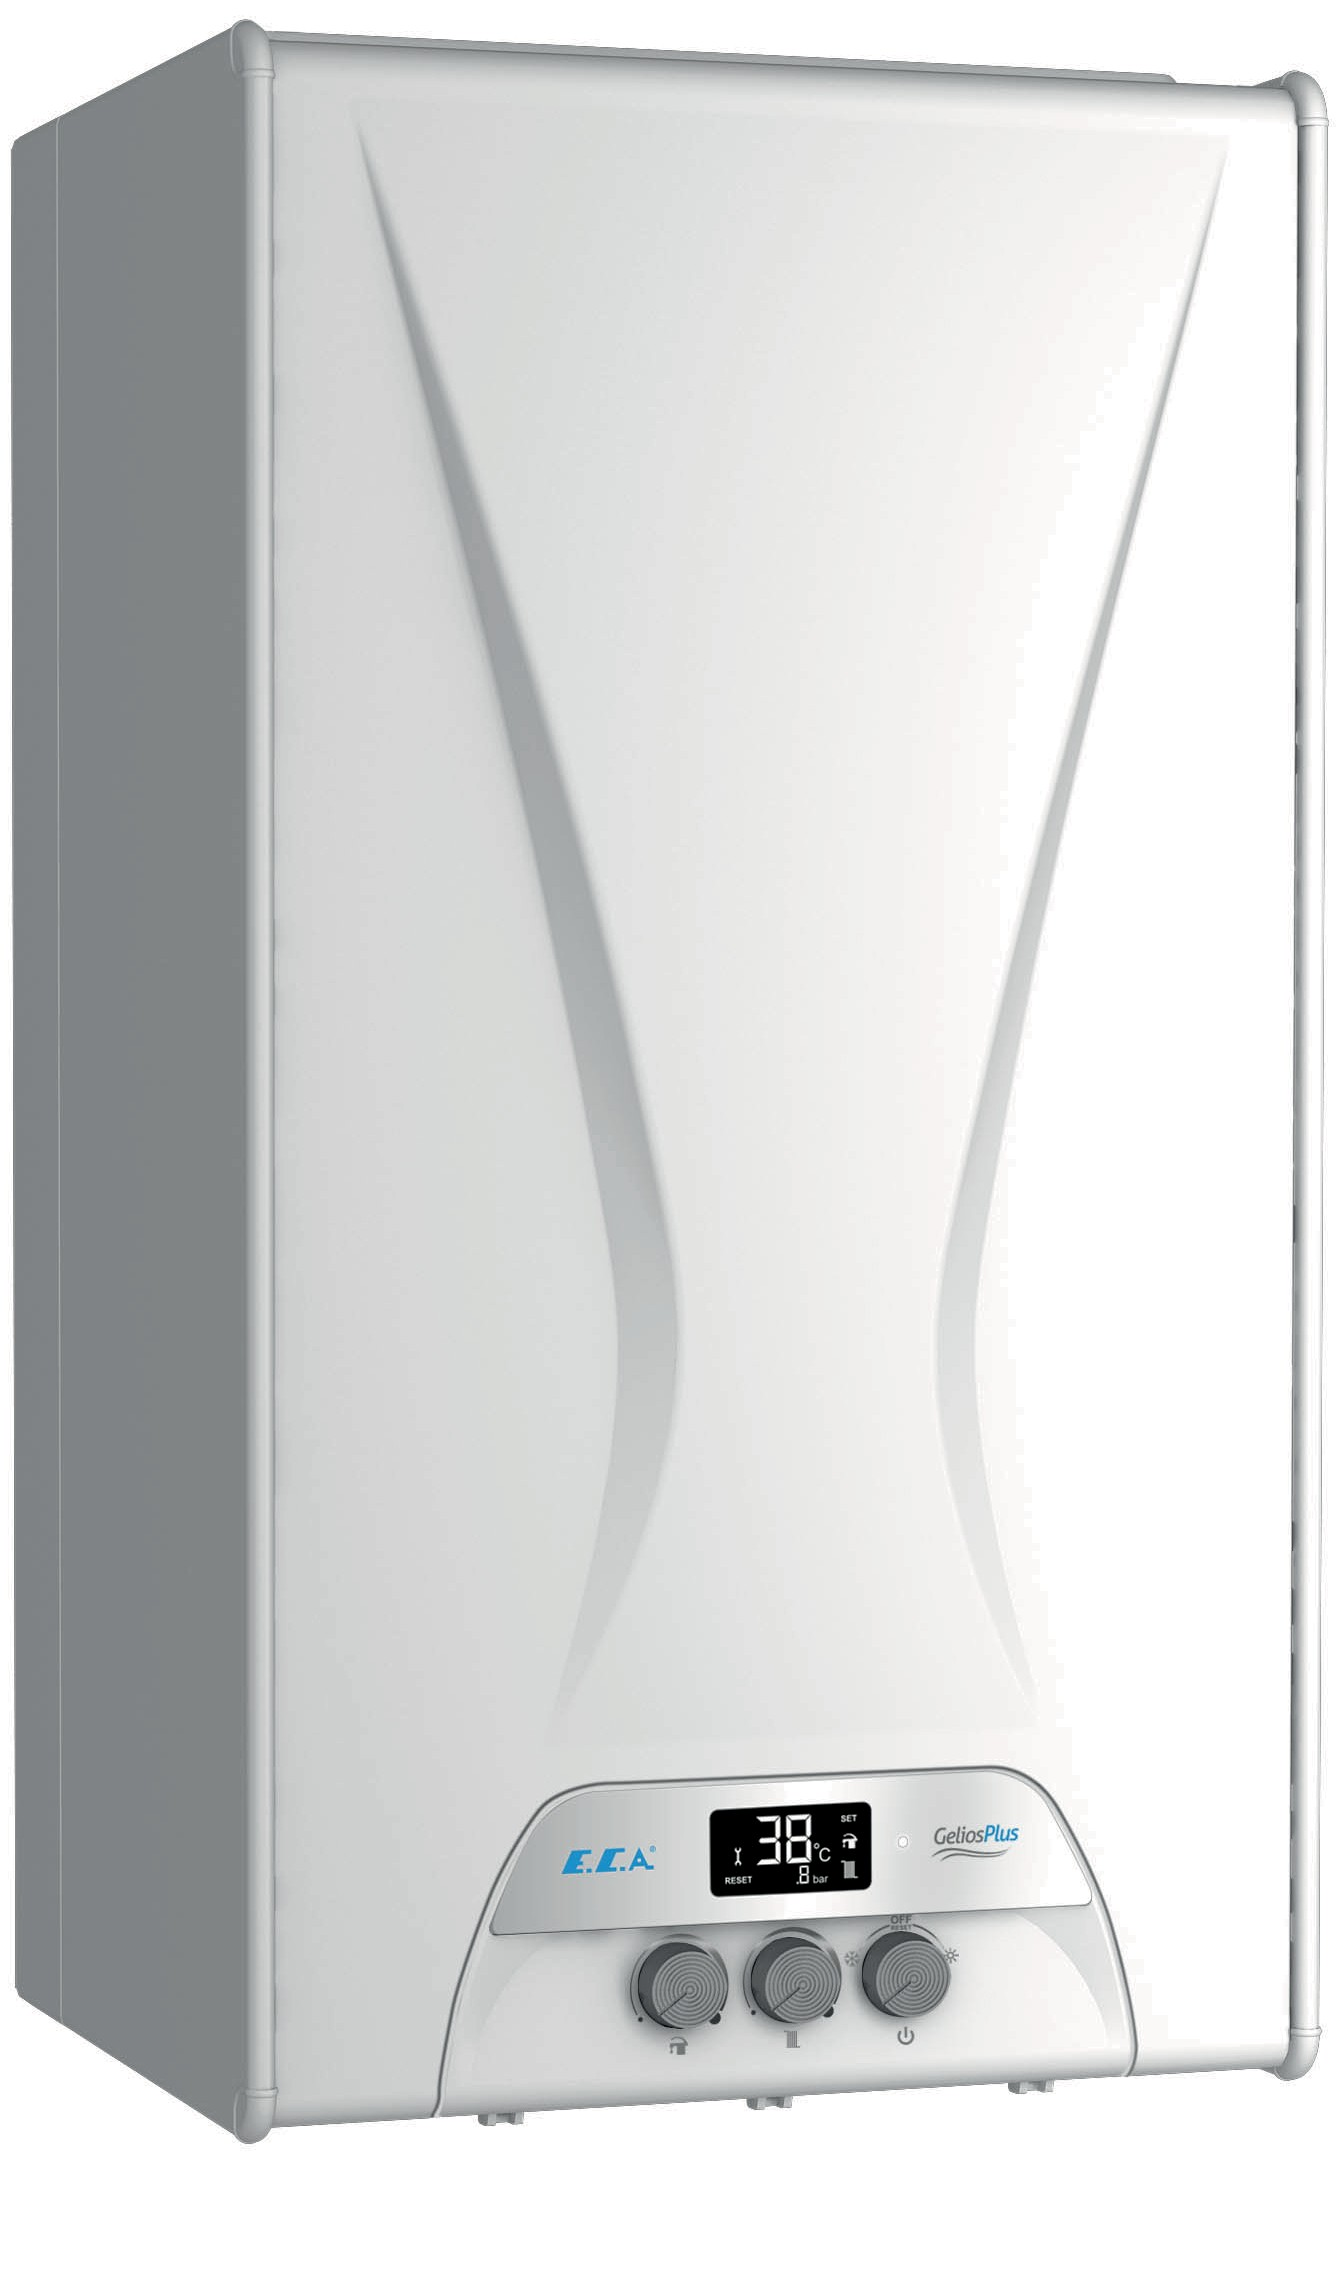 E.C.A®
38°C
SET
RESET
.8 bar
GeliosPlus
OFF
RESET